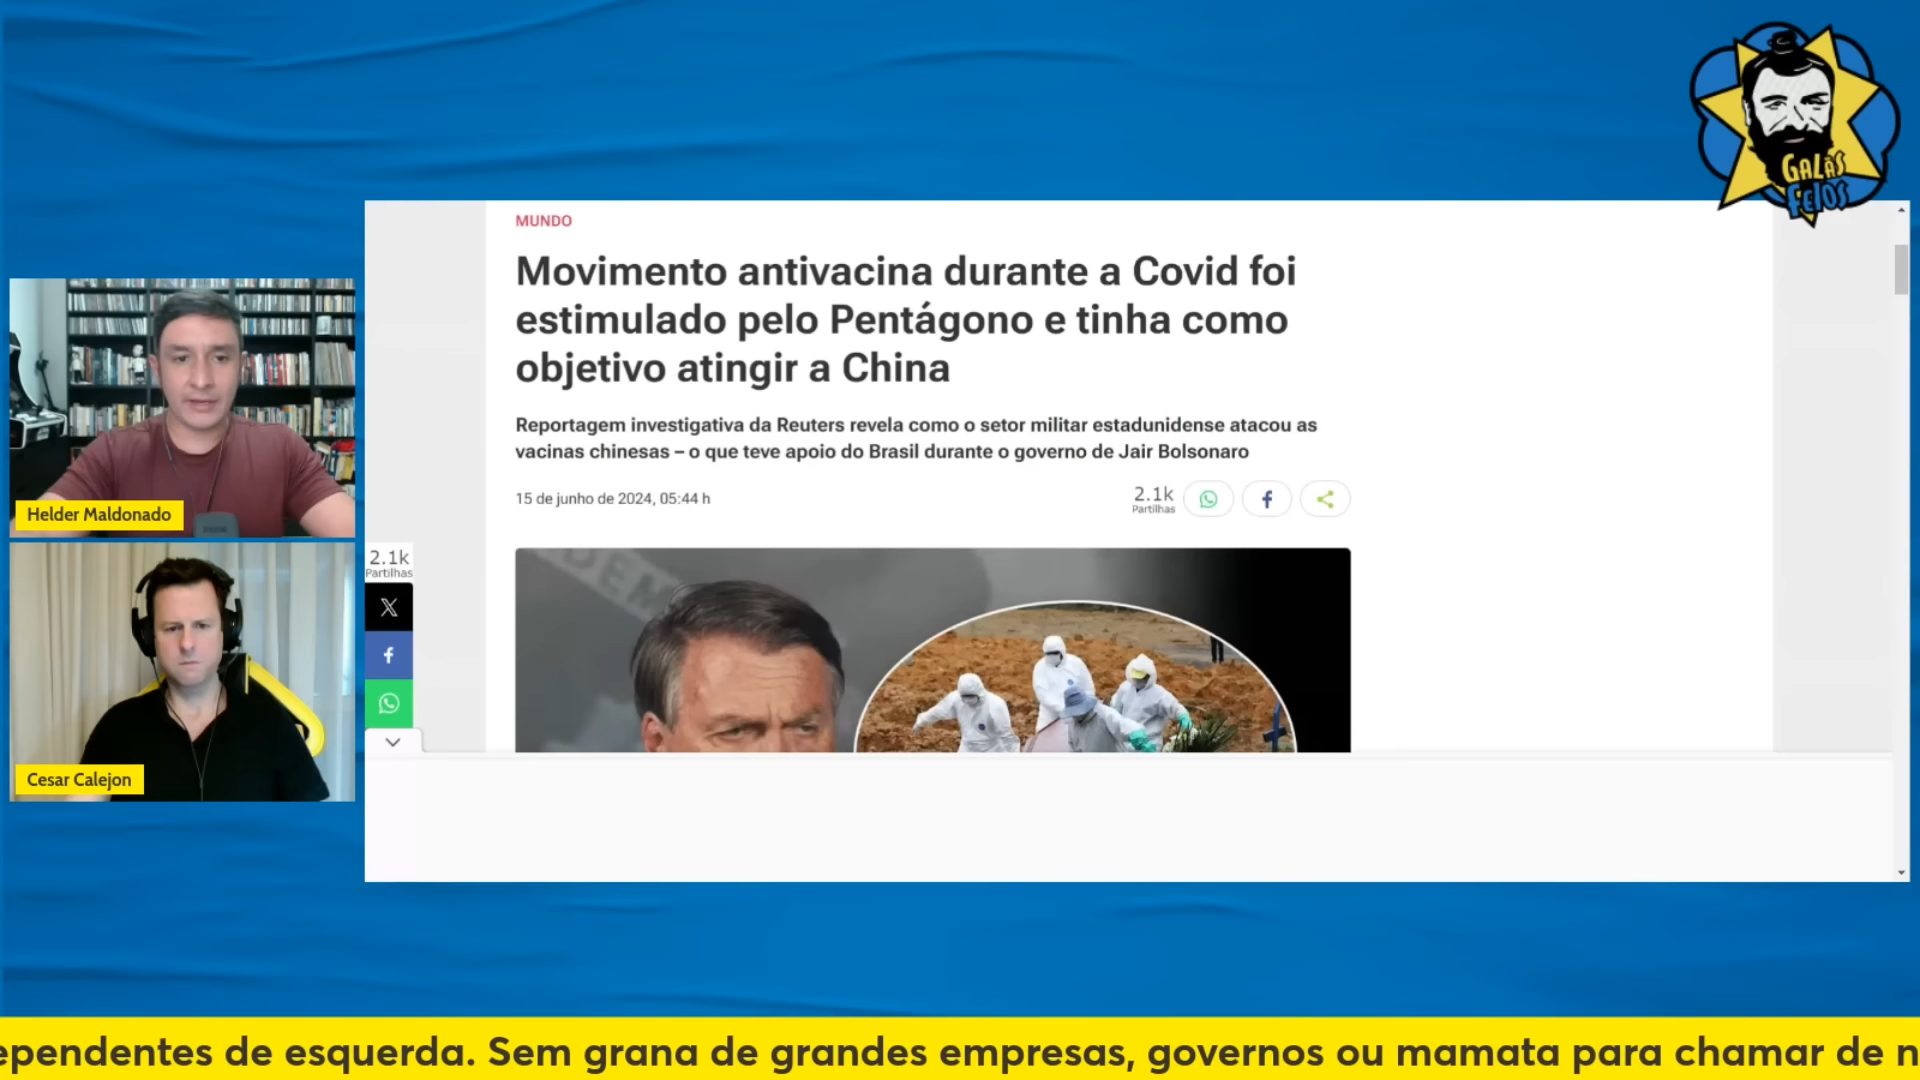 GALÃS
FEIOS
MUNDO
Movimento antivacina durante a Covid foi
estimulado pelo Pentágono e tinha como
objetivo atingir a China
Reportagem investigativa da Reuters revela como o setor militar estadunidense atacou as
vacinas chinesas – o que teve apoio do Brasil durante o governo de Jair Bolsonaro
15 de junho de 2024, 05:44 h
2.1k
Partilhas
2.1k
Partilhas
DEM
Helder Maldonado
Cesar Calejon
ependentes de esquerda. Sem grana de grandes empresas, governos ou mamata para chamar de n